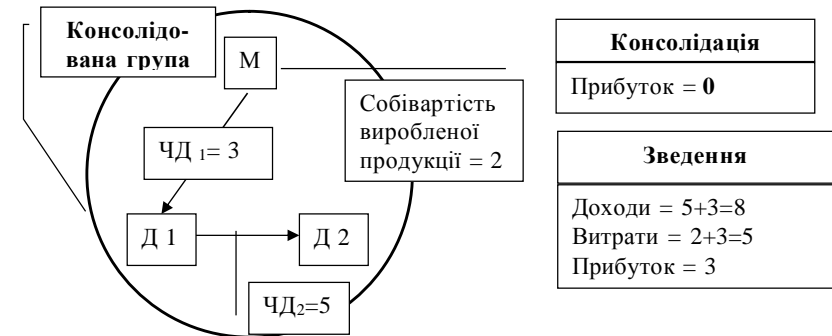 Консолідо-
вана група
М
Собівартість
виробленої
продукції = 2
ЧД 1= 3
Д 1
Д 2
ЧД2=5
Консолідація
Прибуток = 0
Зведення
Доходи = 5+3=8
Витрати = 2+3=5
Прибуток = 3